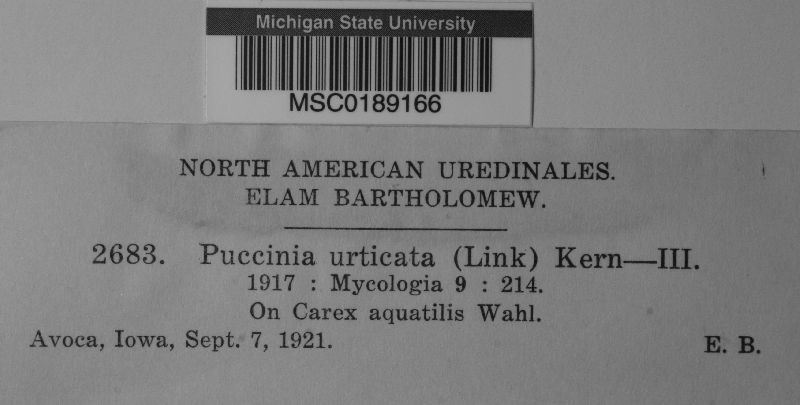 Michigan State University
MSC0189166
NORTH AMERICAN UREDINALES.
ELAM BARTHOLOMEW.
2683. Puccinia urticata (Link) Kern—III.
1917 : Mycologia 9 : 214.
On Carex aquatilis Wahl.
Avoca, Iowa, Sept. 7, 1921. E. B.